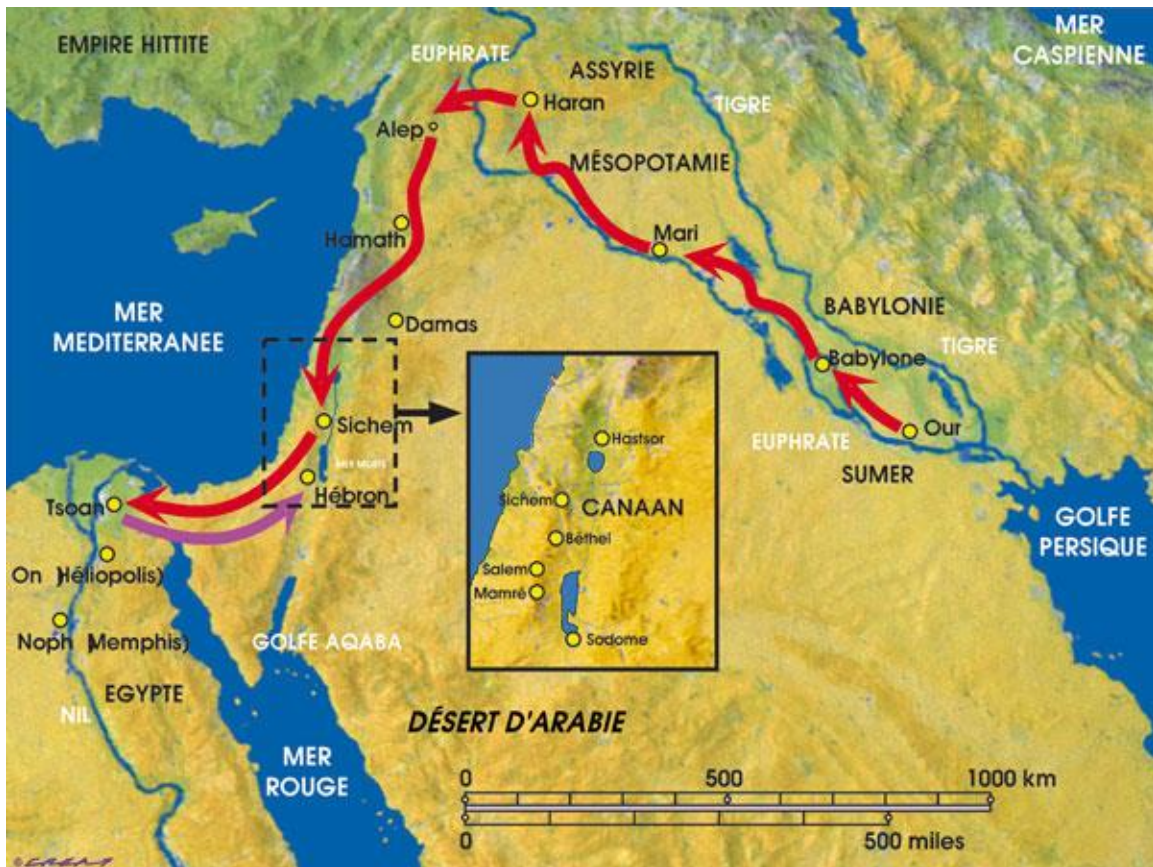 EMPIRE HITTITE
EUPHRATE
ASSYRIE
MER
CASPIENNE
Haran
TIGRE
Alep
MÉSOPOTAMIE
Hamath
Mari
MER
MEDITERRANEE
Damas
BABYLONIE
TIGRE
Babylone
Sichem
EUPHRATE
Our
SUMER
MER MORTE
Hébron
Tsoan
GOLFE
PERSIQUE
On )Héliopolis)
Noph )Memphis)
GOLFE AQABA
EGYPTE
NIL
MER
ROUGE
DÉSERT D'ARABIE
Hastsor
Sichem
CANAAN
Béthel
Salem
Mamré
Sodome
0 500 1000 km
0 500 miles